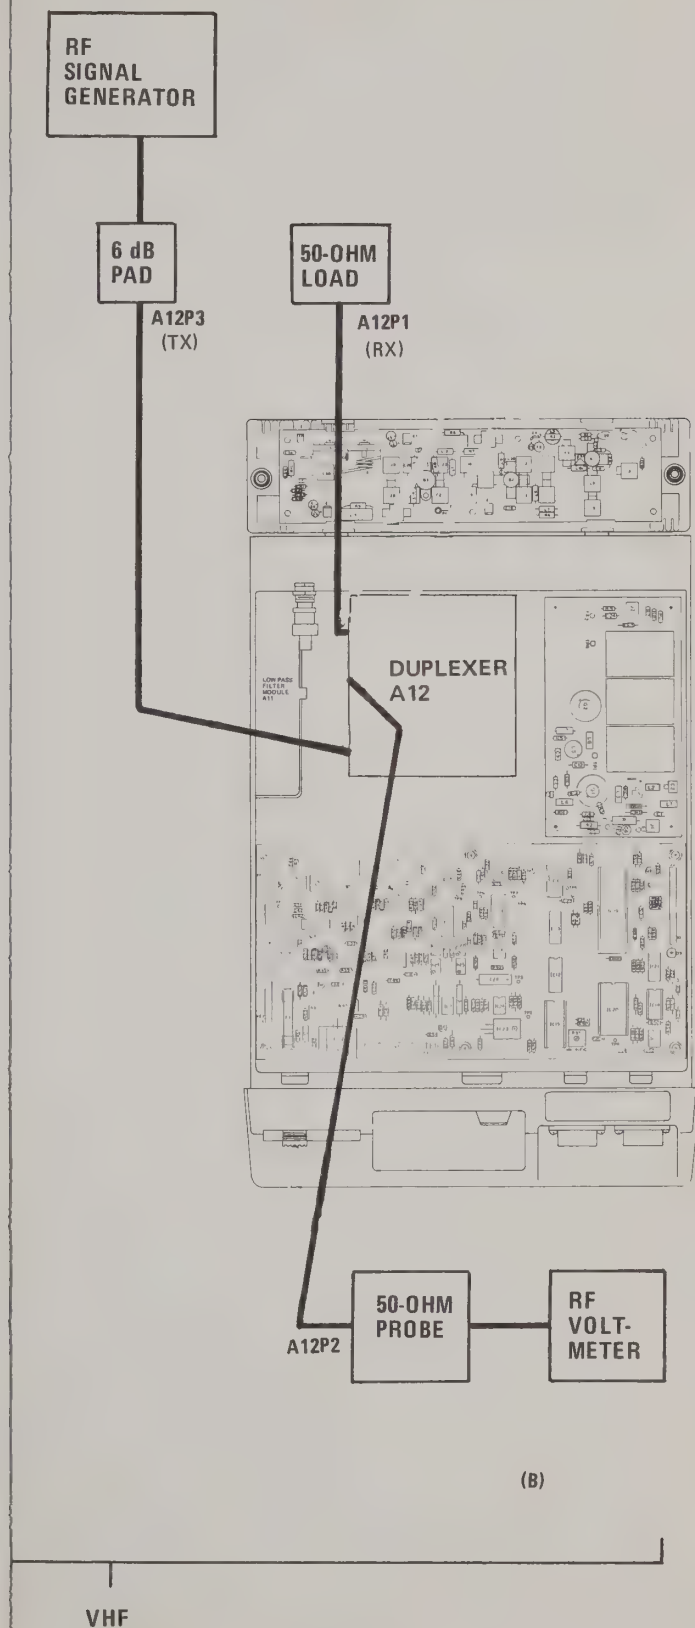 RF
SIGNAL
GENERATOR
6 dB
PAD
A12P3
(TX)
50-OHM
LOAD
A12P1
(RX)
LOW PASS
FILTER
MODULE
A11
DUPLEXER
A12
A12P2
50-OHM
PROBE
RF
VOLT-
METER
(B)
VHF